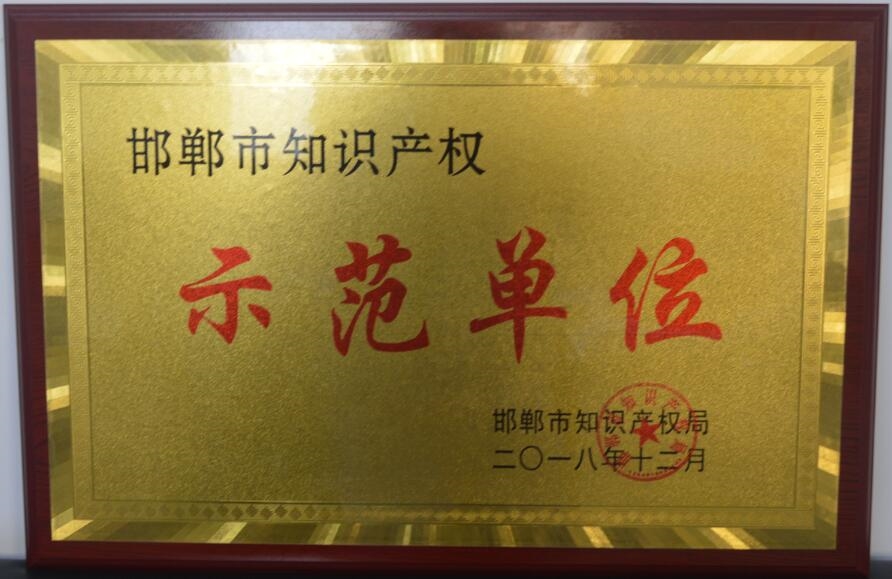 邯郸市知识产权
示范单位
邯郸市知识产权局
二〇一八年十二月